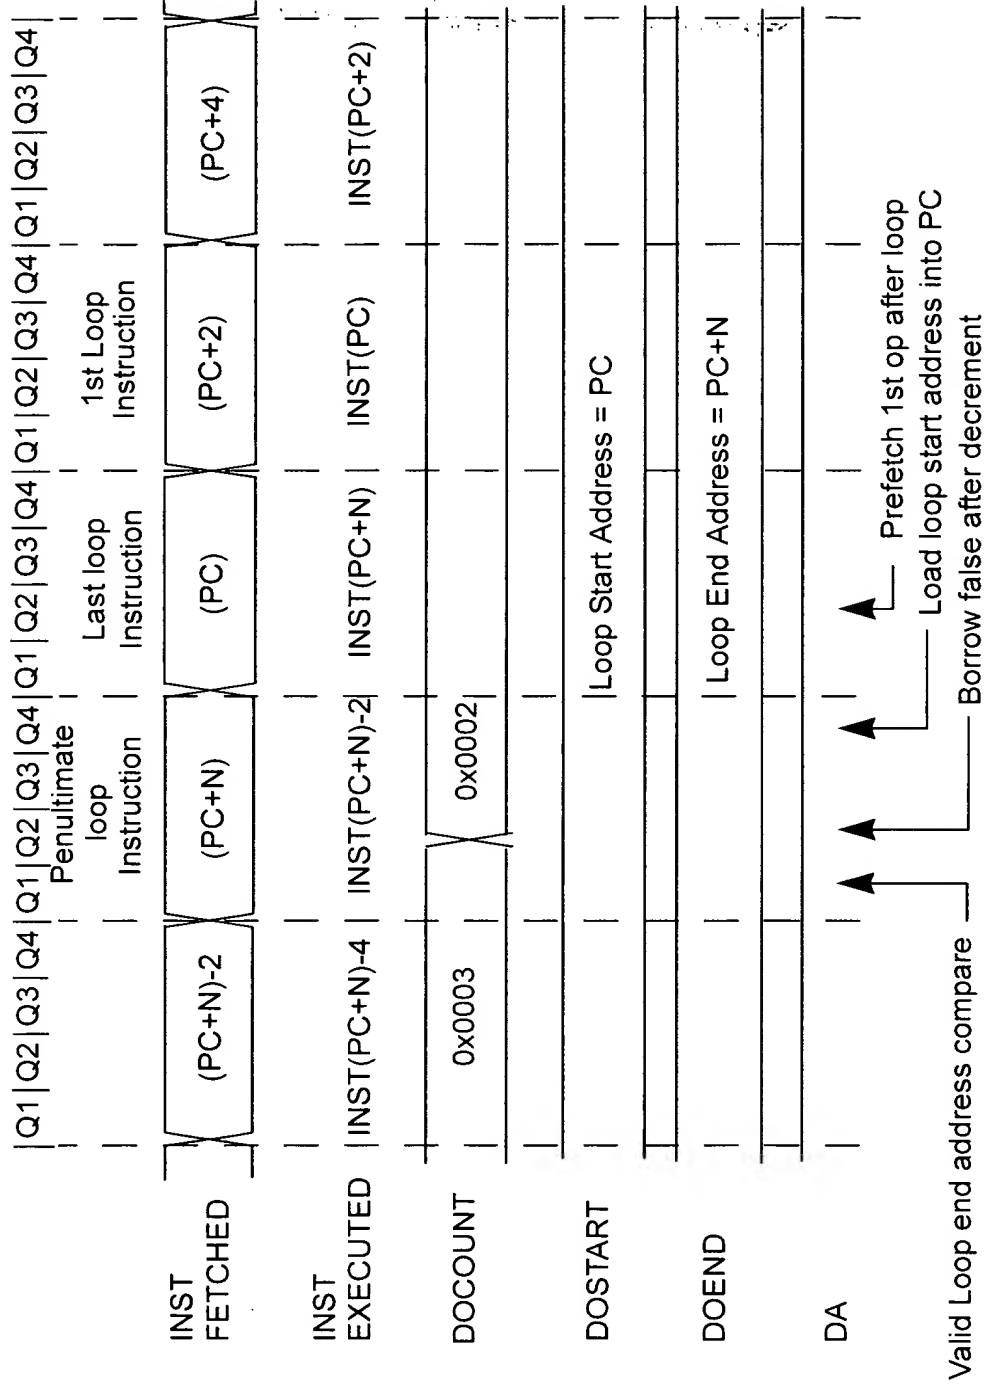 |Q1|Q2|Q3|Q4|Q1|Q2|Q3|Q4|Q1|Q2|Q3|Q4|Q1|Q2|Q3|Q4|Q1|Q2|Q3|Q4
Penultimate
loop
Instruction
Last loop
Instruction
1st Loop
Instruction
INST
FETCHED
(PC+N)-2
(PC+N)
(PC)
(PC+2)
(PC+4)
INST
EXECUTED
INST(PC+N)-4
INST(PC+N)-2
INST(PC+N)
INST(PC)
INST(PC+2)
DOCOUNT
0x0003
0x0002
DOSTART
Loop Start Address = PC
DOEND
Loop End Address = PC+N
DA
Prefetch 1st op after loop
Load loop start address into PC
Borrow false after decrement
Valid Loop end address compare